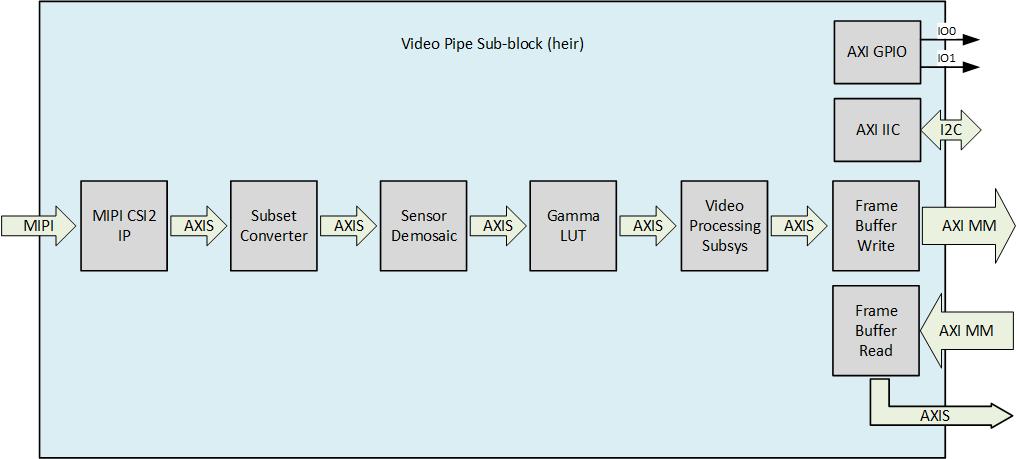 Video Pipe Sub-block (heir)
AXI GPIO
IO0
IO1
AXI IIC
I2C
MIPI
MIPI CSI2
IP
AXIS
Subset
Converter
AXIS
Sensor
Demosaic
AXIS
Gamma
LUT
AXIS
Video
Processing
Subsys
AXIS
Frame
Buffer
Write
AXI MM
Frame
Buffer
Read
AXI MM
AXIS